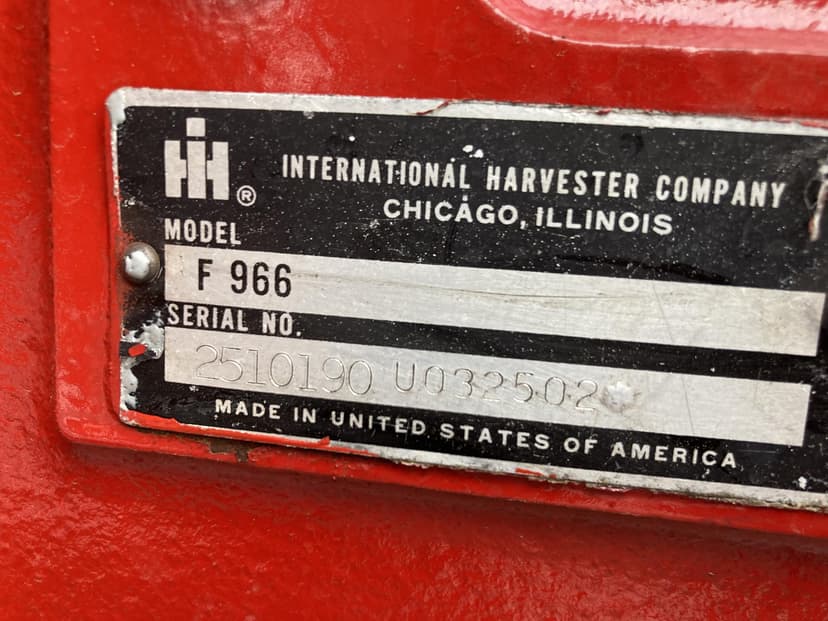 IH®
INTERNATIONAL HARVESTER COMPANY
CHICAGO, ILLINOIS
MODEL
F 966
SERIAL NO.
2510190 U032502
MADE IN UNITED STATES OF AMERICA